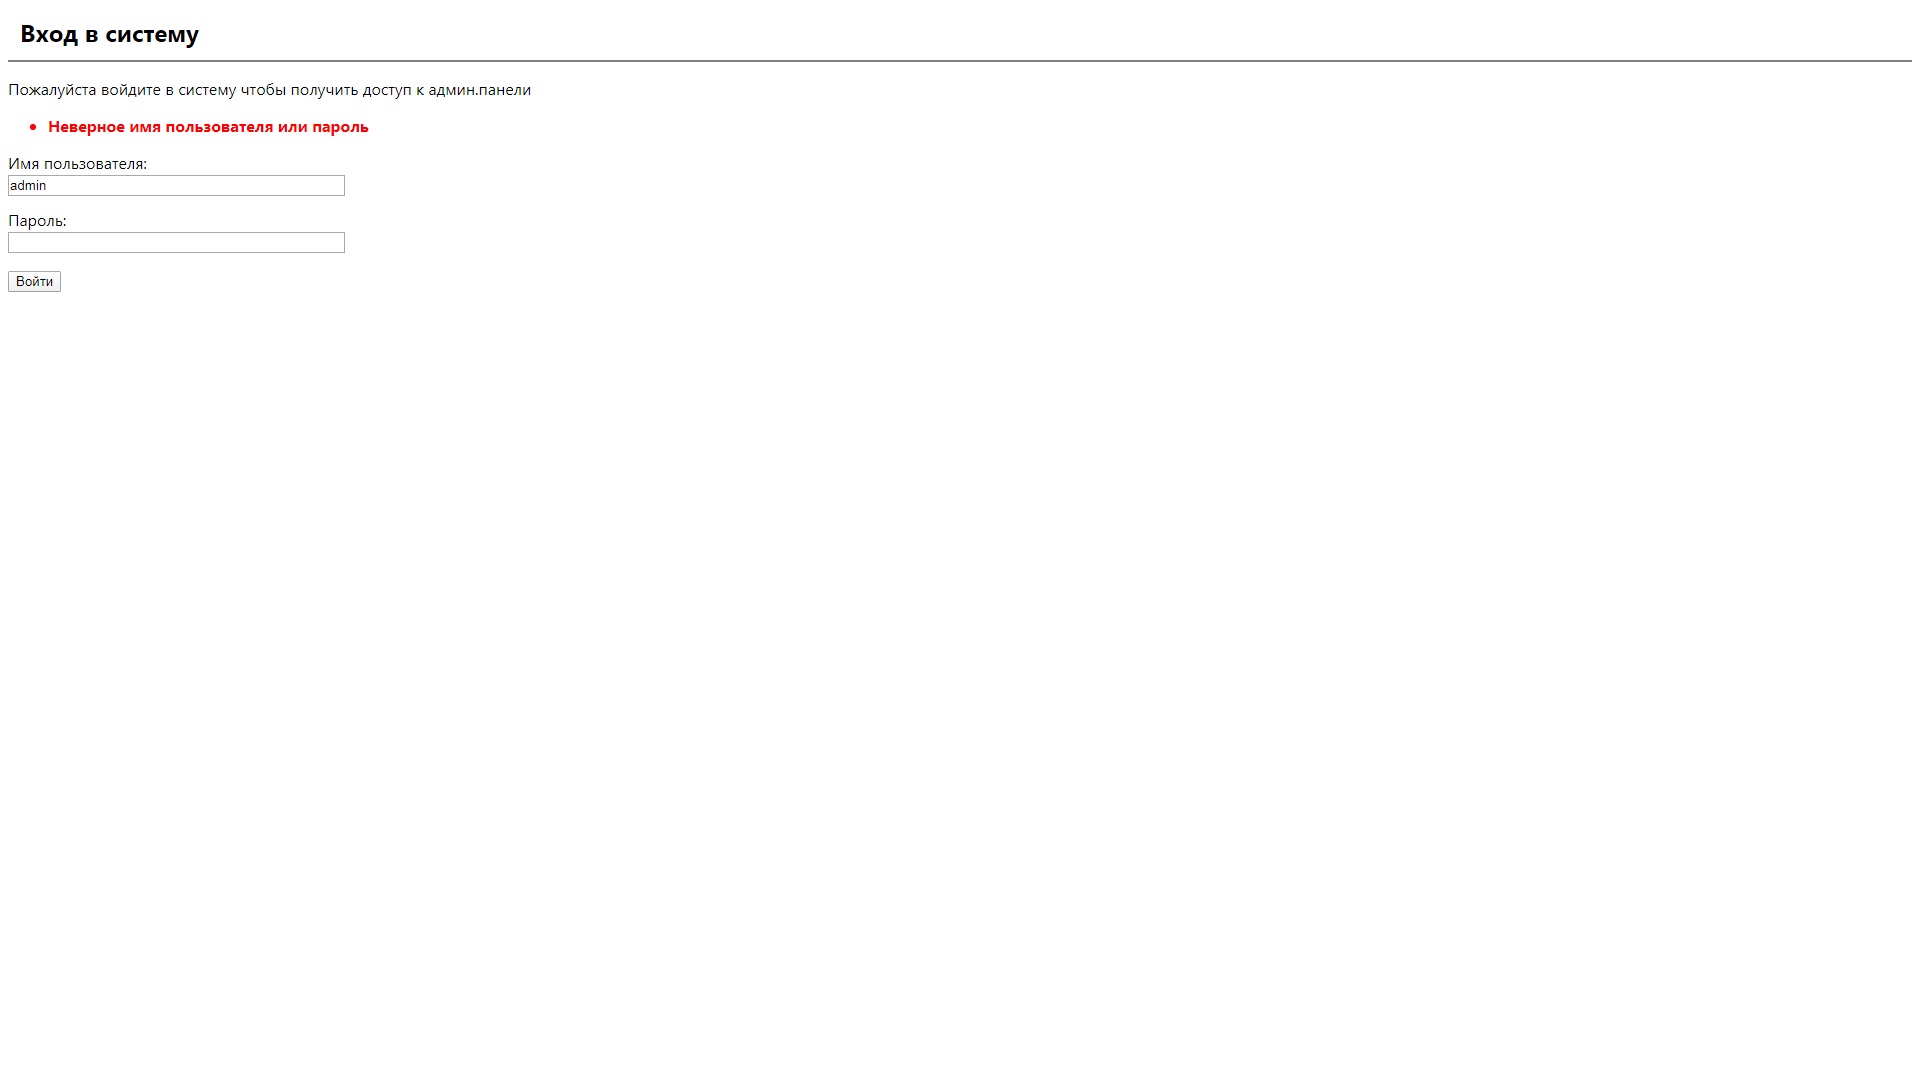 Вход в систему
Пожалуйста войдите в систему чтобы получить доступ к админ.панели
Неверное имя пользователя или пароль
Имя пользователя:
admin
Пароль:
Войти